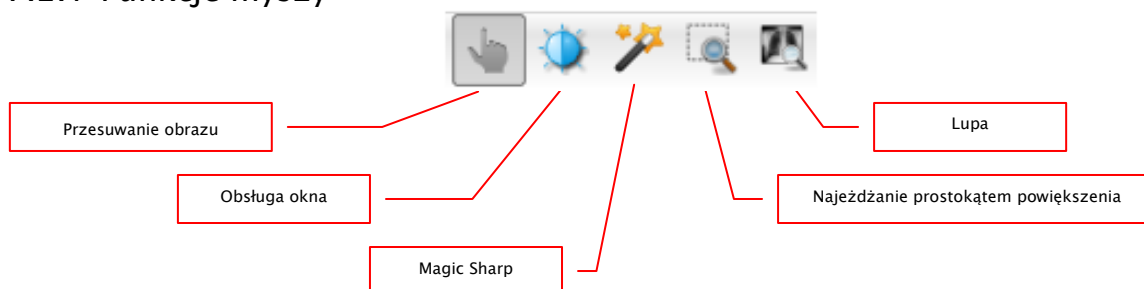 Przesuwanie obrazu
Lupa
Obsługa okna
Najeżdżanie prostokątem powiększenia
Magic Sharp